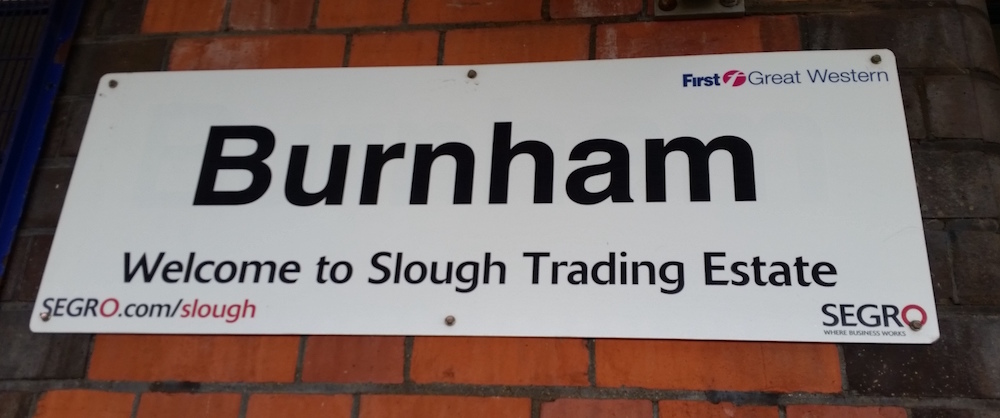 First Great Western
Burnham
Welcome to Slough Trading Estate
SEGRO.com/slough
SEGRO
WHERE BUSINESS WORKS